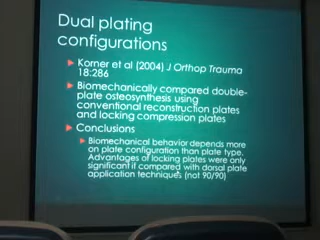 Dual plating
configurations
Korner et al (2004) J Orthop Trauma
18:286
Biomechanically compared double-
plate osteosynthesis using
conventional reconstruction plates
and locking compression plates
Conclusions
Biomechanical behavior depends more
on plate configuration than plate type.
Advantages of locking plates were only
significant if compared with dorsal plate
application techniques (not 90/90)